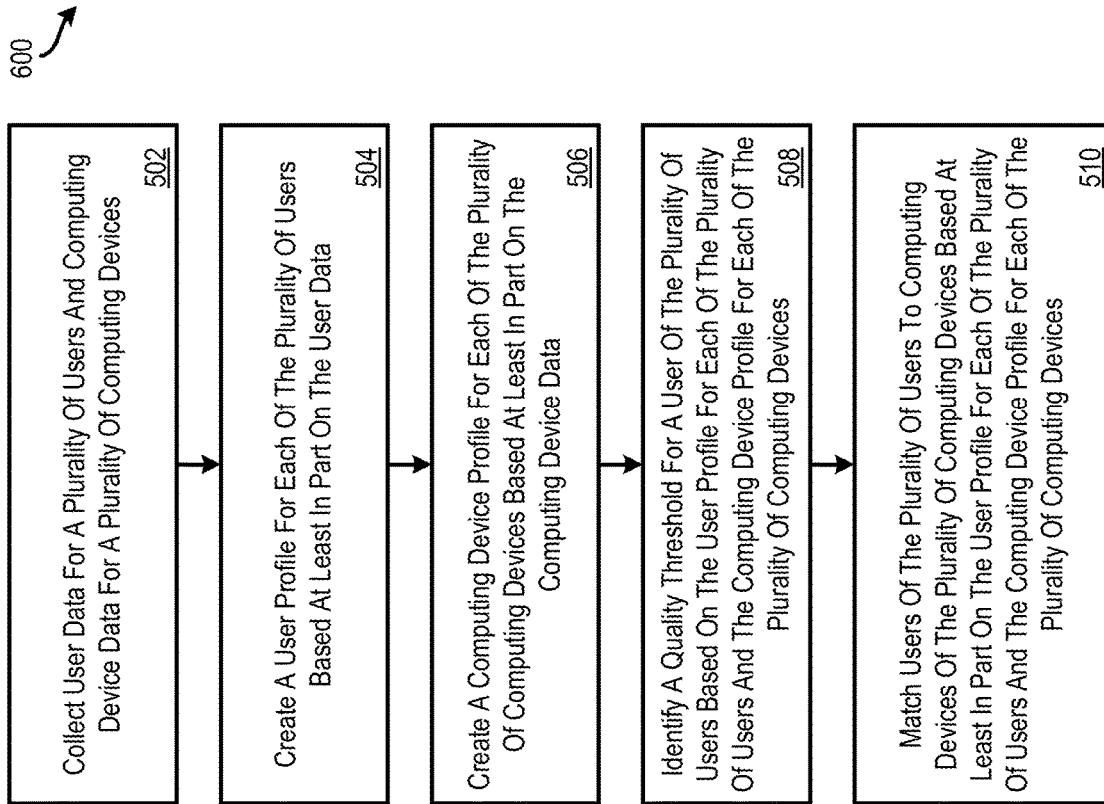 600
Collect User Data For A Plurality Of Users And Computing
Device Data For A Plurality Of Computing Devices
502
Create A User Profile For Each Of The Plurality Of Users
Based At Least In Part On The User Data
504
Create A Computing Device Profile For Each Of The Plurality
Of Computing Devices Based At Least In Part On The
Computing Device Data
506
Identify A Quality Threshold For A User Of The Plurality Of
Users Based On The User Profile For Each Of The Plurality
Of Users And The Computing Device Profile For Each Of The
Plurality Of Computing Devices
508
Match Users Of The Plurality Of Users To Computing
Devices Of The Plurality Of Computing Devices Based At
Least In Part On The User Profile For Each Of The Plurality
Of Users And The Computing Device Profile For Each Of The
Plurality Of Computing Devices
510